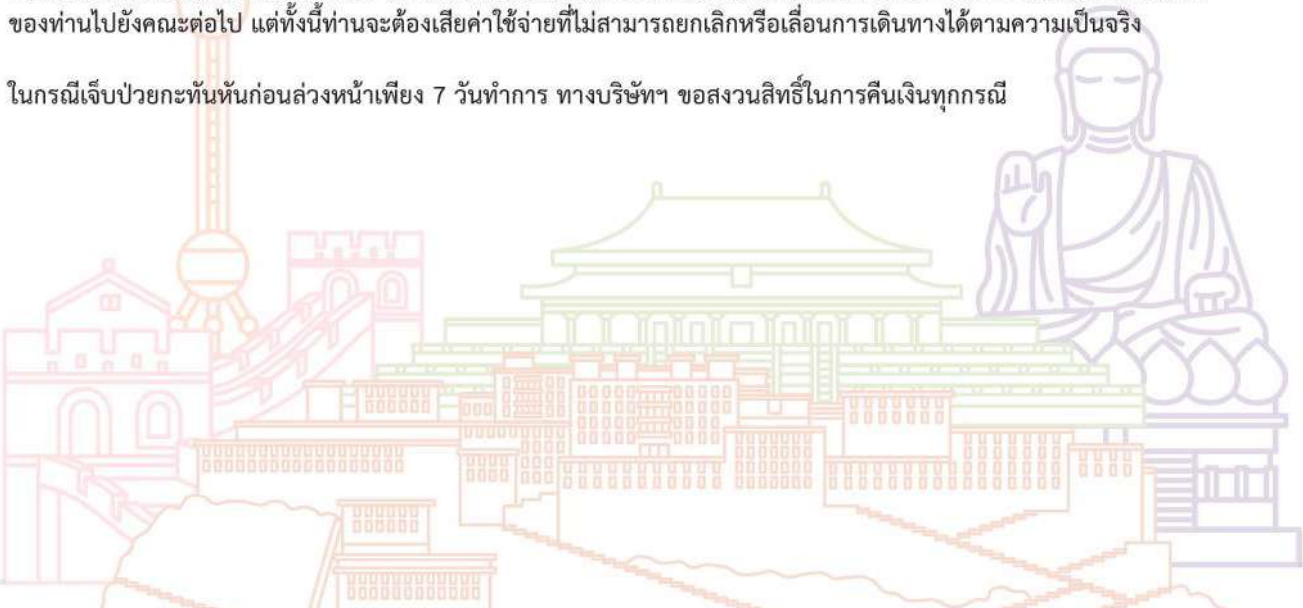 ของท่านไปยังคณะต่อไป แต่ทั้งนี้ท่านจะต้องเสียค่าใช้จ่ายที่ไม่สามารถยกเลิกหรือเลื่อนการเดินทางได้ตามความเป็นจริง
ในกรณีเจ็บป่วยกะทันหันก่อนล่วงหน้าเพียง 7 วันทำการ ทางบริษัทฯ ขอสงวนสิทธิ์ในการคืนเงินทุกกรณี